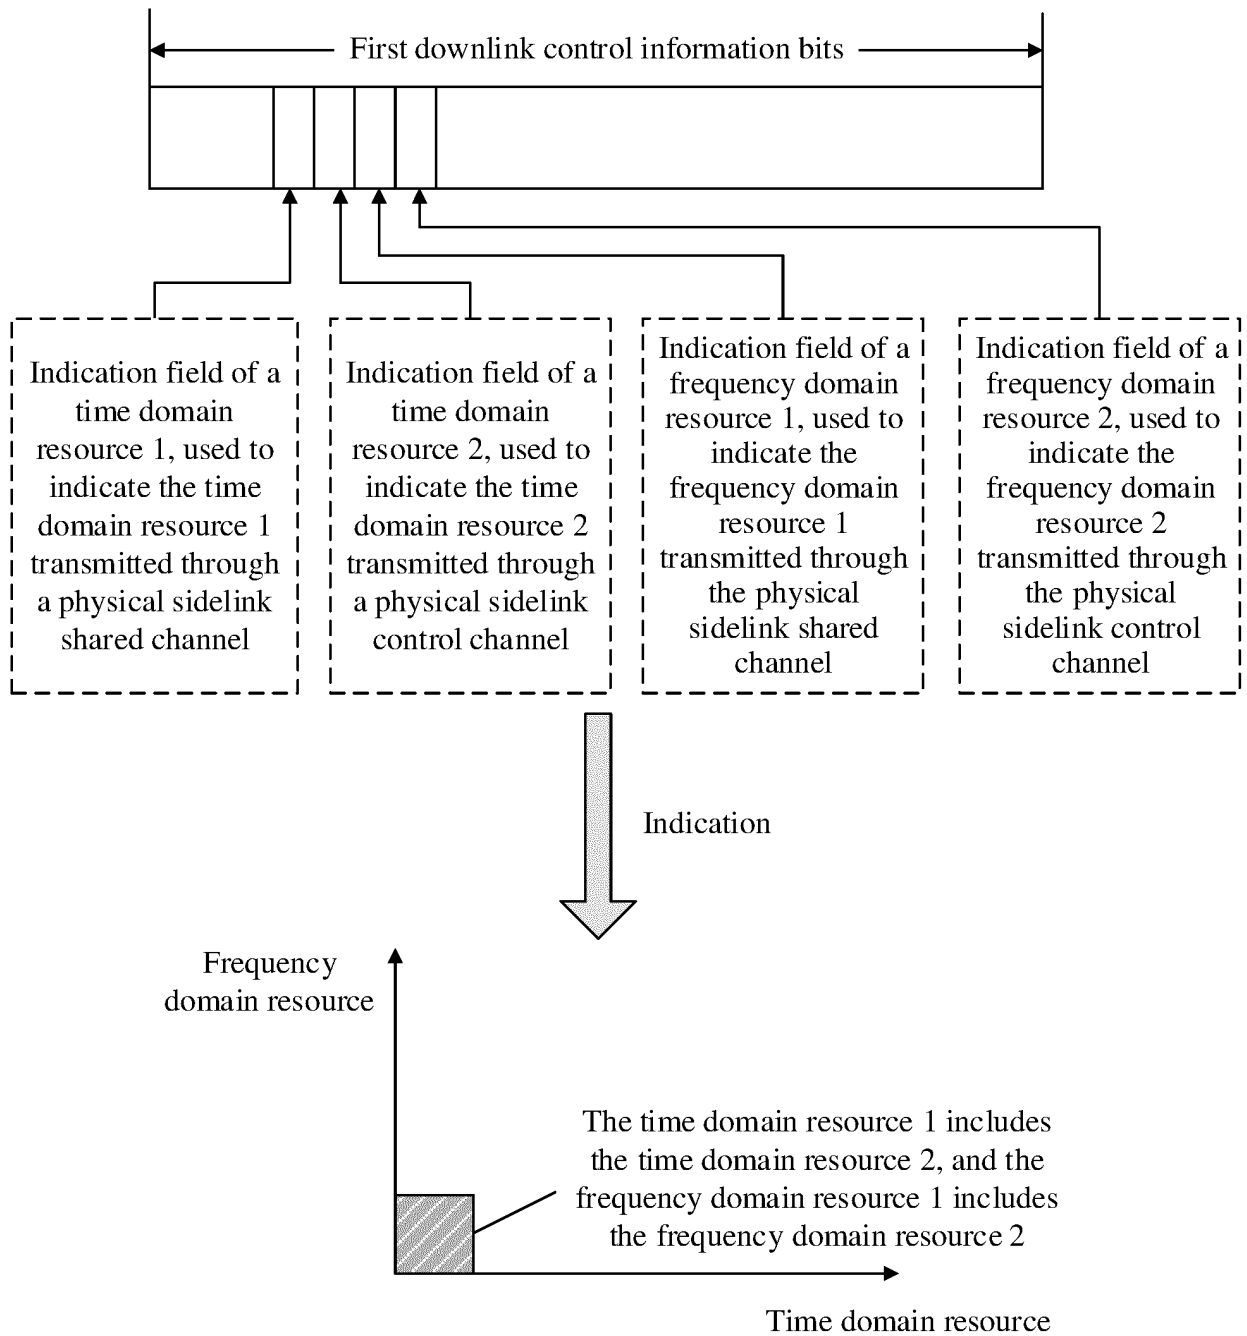 First downlink control information bits
Indication field of a
time domain
resource 1, used to
indicate the time
domain resource 1
transmitted through
a physical sidelink
shared channel
Indication field of a
time domain
resource 2, used to
indicate the time
domain resource 2
transmitted through
a physical sidelink
control channel
Indication field of a
frequency domain
resource 1, used to
indicate the
frequency domain
resource 1
transmitted through
the physical
sidelink shared
channel
Indication field of a
frequency domain
resource 2, used to
indicate the
frequency domain
resource 2
transmitted through
the physical
sidelink control
channel
Indication
Frequency
domain resource
The time domain resource 1 includes
the time domain resource 2, and the
frequency domain resource 1 includes
the frequency domain resource 2
Time domain resource